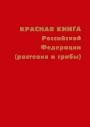 КРАСНАЯ КНИГА
Российской
Федерации
(растения и грибы)